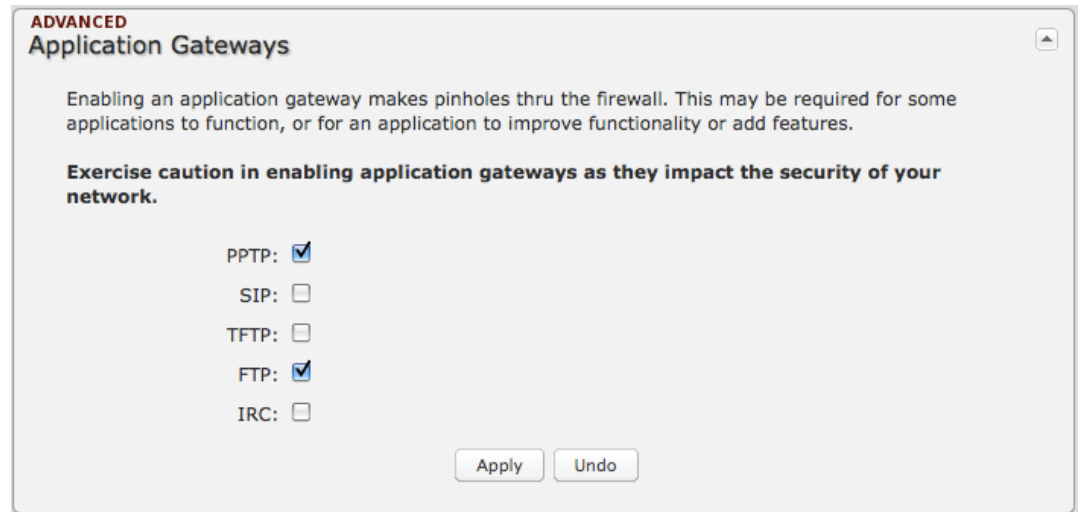 ADVANCED
Application Gateways
Enabling an application gateway makes pinholes thru the firewall. This may be required for some
applications to function, or for an application to improve functionality or add features.
Exercise caution in enabling application gateways as they impact the security of your
network.
PPTP:
SIP:
TFTP:
FTP:
IRC:
Apply Undo